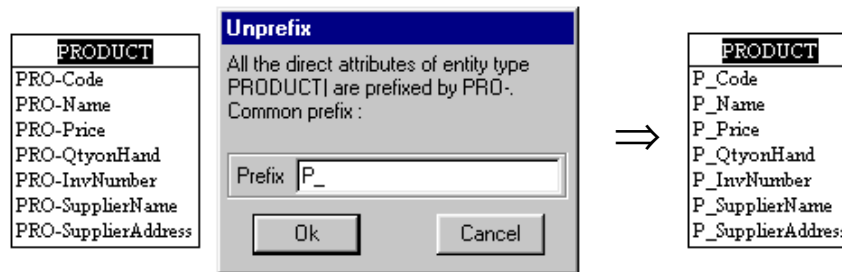 PRODUCT
PRO-Code
PRO-Name
PRO-Price
PRO-QtyonHand
PRO-InvNumber
PRO-SupplierName
PRO-SupplierAddress
Unprefix
All the direct attributes of entity type
PRODUCT| are prefixed by PRO-.
Common prefix :
Prefix P_
Ok Cancel
⇒
PRODUCT
P_Code
P_Name
P_Price
P_QtyonHand
P_InvNumber
P_SupplierName
P_SupplierAddress